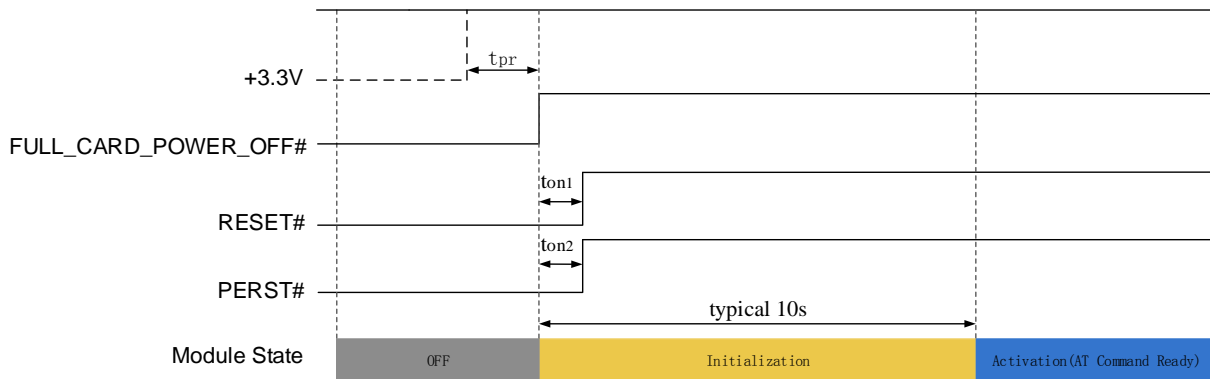 tpr
+3.3V
FULL_CARD_POWER_OFF#
ton1
RESET#
ton2
PERST#
typical 10s
Module State
OFF
Initialization
Activation(AT Command Ready)